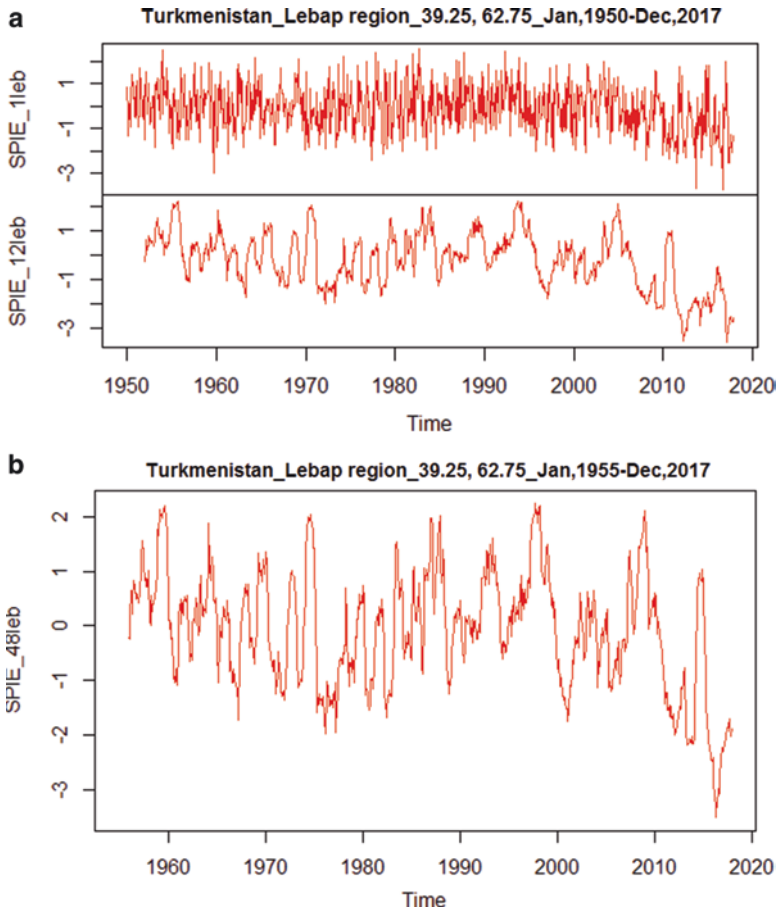 a
Turkmenistan_Lebap region_39.25, 62.75_Jan,1950-Dec,2017
SPIE_1leb
1
-1
-3
SPIE_12leb
1
-1
-3
1950 1960 1970 1980 1990 2000 2010 2020
Time
b
Turkmenistan_Lebap region_39.25, 62.75_Jan,1955-Dec,2017
SPIE_48leb
2
1
0
-1
-2
-3
1960 1970 1980 1990 2000 2010 2020
Time